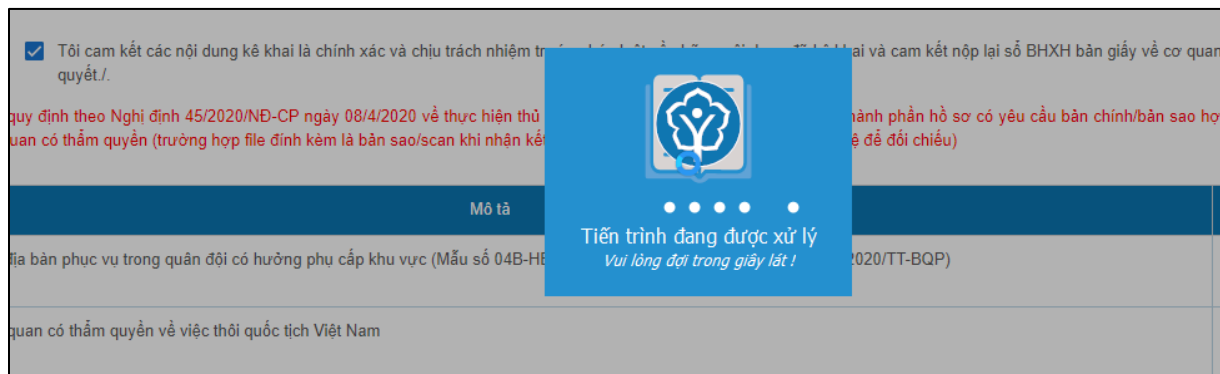 Tôi cam kết các nội dung kê khai là chính xác và chịu trách nhiệm ai và cam kết nộp lại sổ BHXH bản giấy về cơ quan
quyết./.
quy định theo Nghị định 45/2020/NĐ-CP ngày 08/4/2020 về thực hiện thủ hành phần hồ sơ có yêu cầu bản chính/bản sao hợ
uan có thẩm quyền (trường hợp file đính kèm là bản sao/scan khi nhận kết ệ để đối chiếu)
Mô tả
Tiến trình đang được xử lý
Vui lòng đợi trong giây lát !
địa bàn phục vụ trong quân đội có hưởng phụ cấp khu vực (Mẫu số 04B-HB 2020/TT-BQP)
quan có thẩm quyền về việc thôi quốc tịch Việt Nam